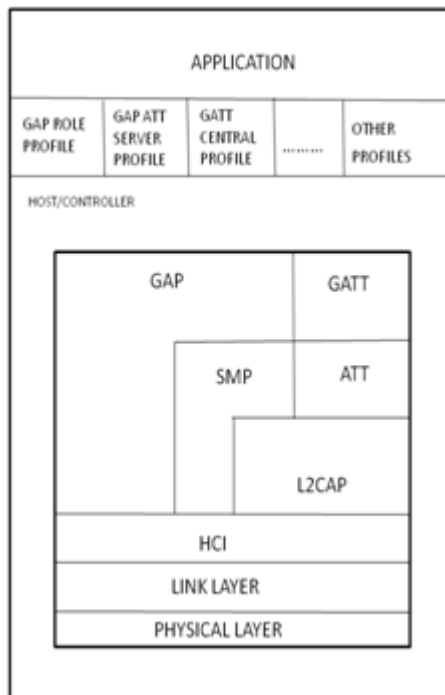 APPLICATION
GAP ROLE
PROFILE
GAP ATT
SERVER
PROFILE
GATT
CENTRAL
PROFILE
.........
OTHER
PROFILES
HOST/CONTROLLER
GAP
GATT
SMP
ATT
L2CAP
HCI
LINK LAYER
PHYSICAL LAYER